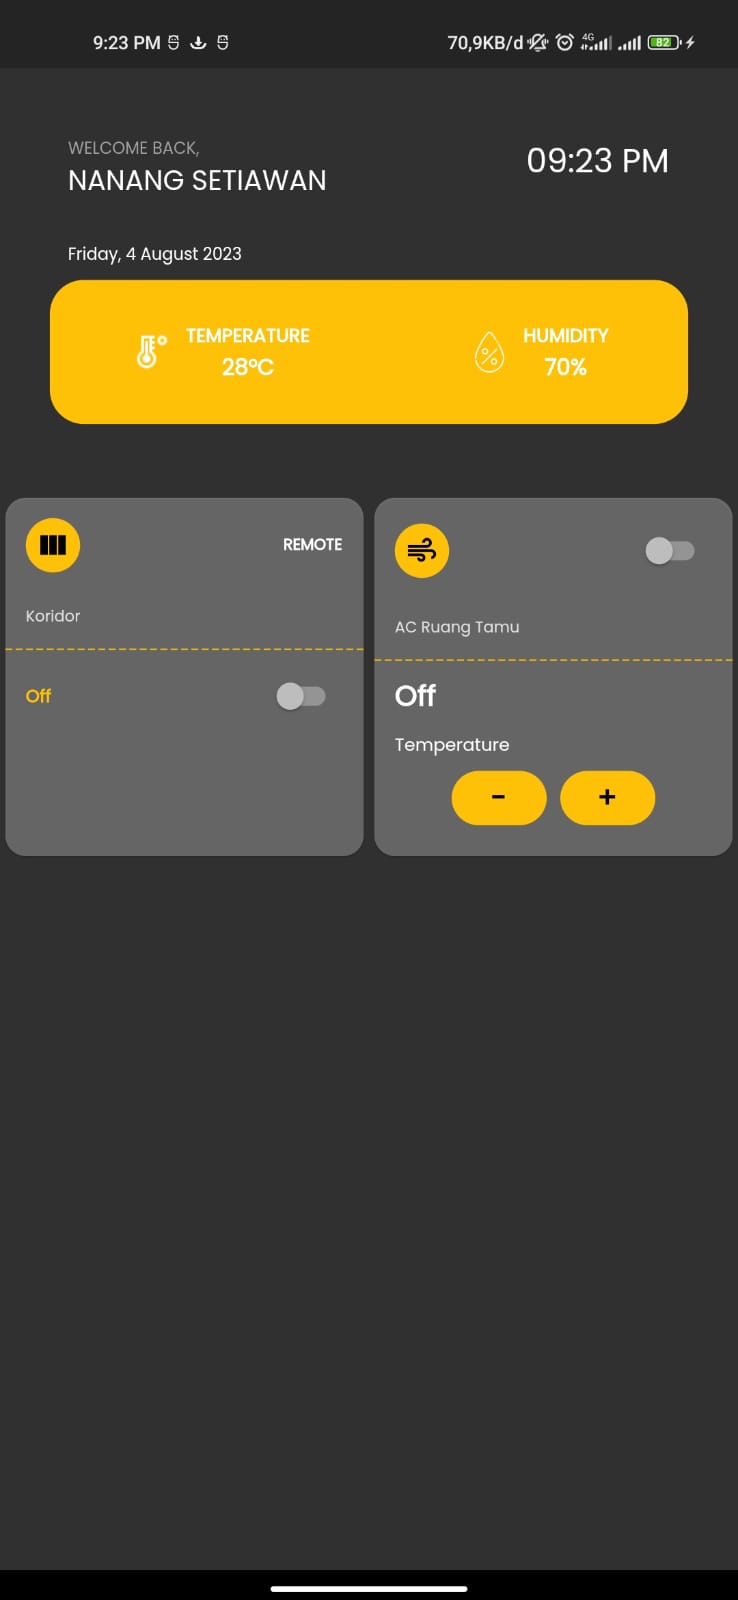 9:23 PM
70,9KB/d
4G
82
WELCOME BACK,
NANANG SETIAWAN
09:23 PM
Friday, 4 August 2023
TEMPERATURE
28°C
HUMIDITY
70%
REMOTE
Koridor
Off
AC Ruang Tamu
Off
Temperature
-
+